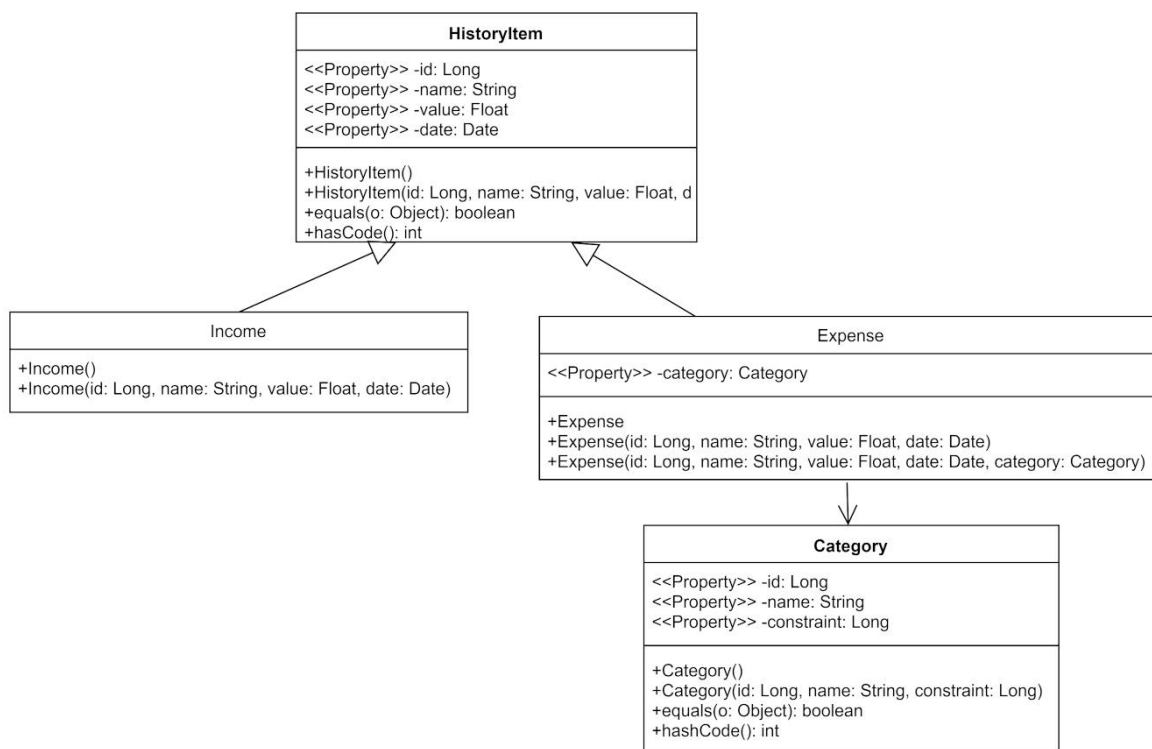 HistoryItem
<<Property>> -id: Long
<<Property>> -name: String
<<Property>> -value: Float
<<Property>> -date: Date
+HistoryItem()
+HistoryItem(id: Long, name: String, value: Float, d
+equals(o: Object): boolean
+hasCode(): int
Income
+Income()
+Income(id: Long, name: String, value: Float, date: Date)
Expense
<<Property>> -category: Category
+Expense
+Expense(id: Long, name: String, value: Float, date: Date)
+Expense(id: Long, name: String, value: Float, date: Date, category: Category)
Category
<<Property>> -id: Long
<<Property>> -name: String
<<Property>> -constraint: Long
+Category()
+Category(id: Long, name: String, constraint: Long)
+equals(o: Object): boolean
+hashCode(): int